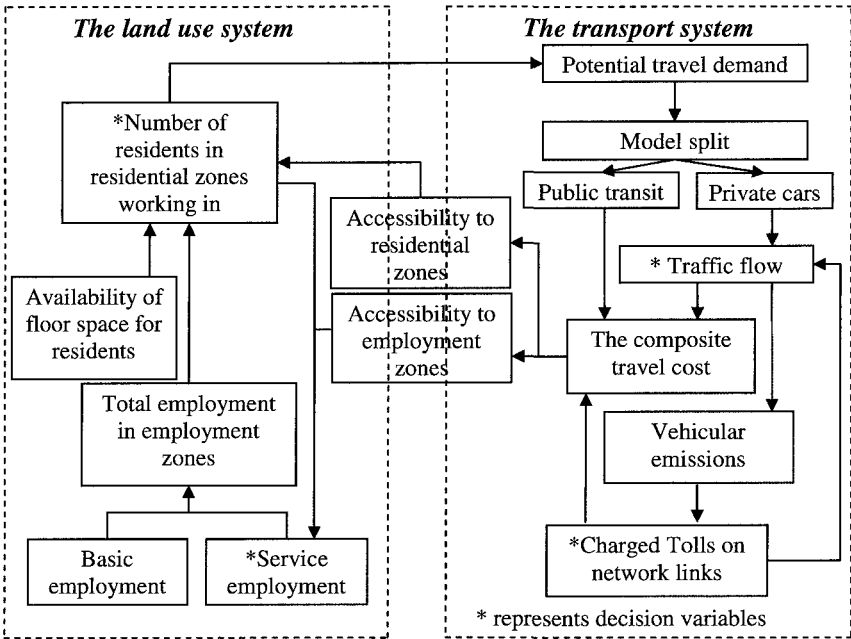 The land use system
The transport system
Potential travel demand
*Number of
residents in
residential zones
working in
Model split
Public transit
Private cars
Accessibility to
residential
zones
* Traffic flow
Availability of
floor space for
residents
Accessibility to
employment
zones
The composite
travel cost
Total employment
in employment
zones
Vehicular
emissions
Basic
employment
*Service
employment
*Charged Tolls on
network links
* represents decision variables